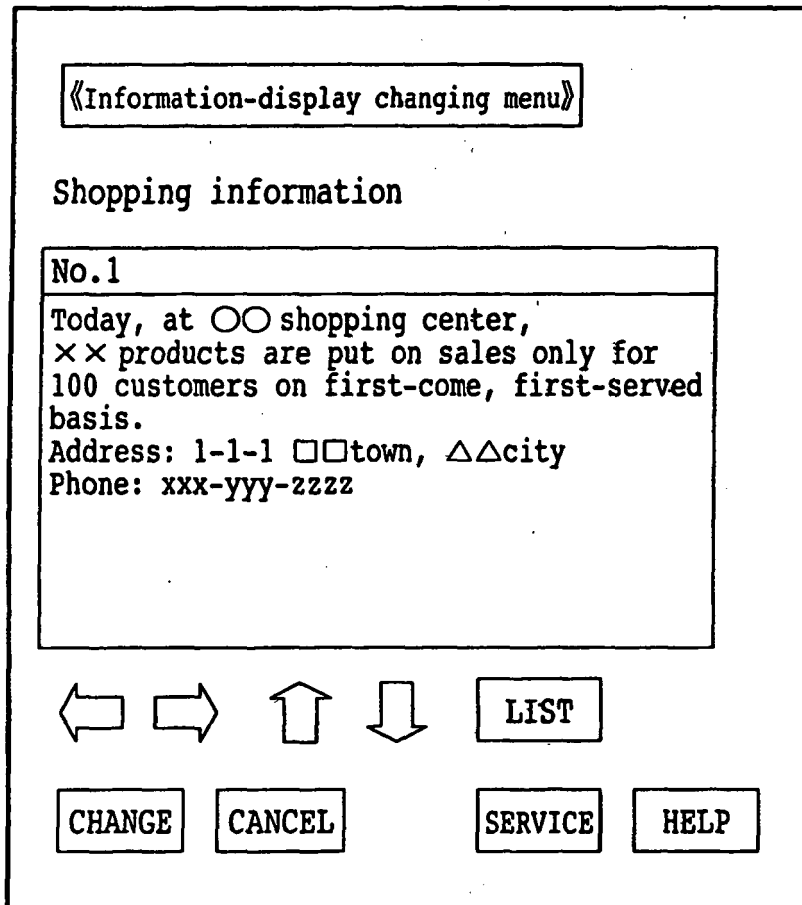 《Information-display changing menu》
Shopping information
No.1
Today, at ○○ shopping center,
×× products are put on sales only for
100 customers on first-come, first-served
basis.
Address: 1-1-1 □□town, △△city
Phone: xxx-yyy-zzzz
LIST
CHANGE CANCEL SERVICE HELP